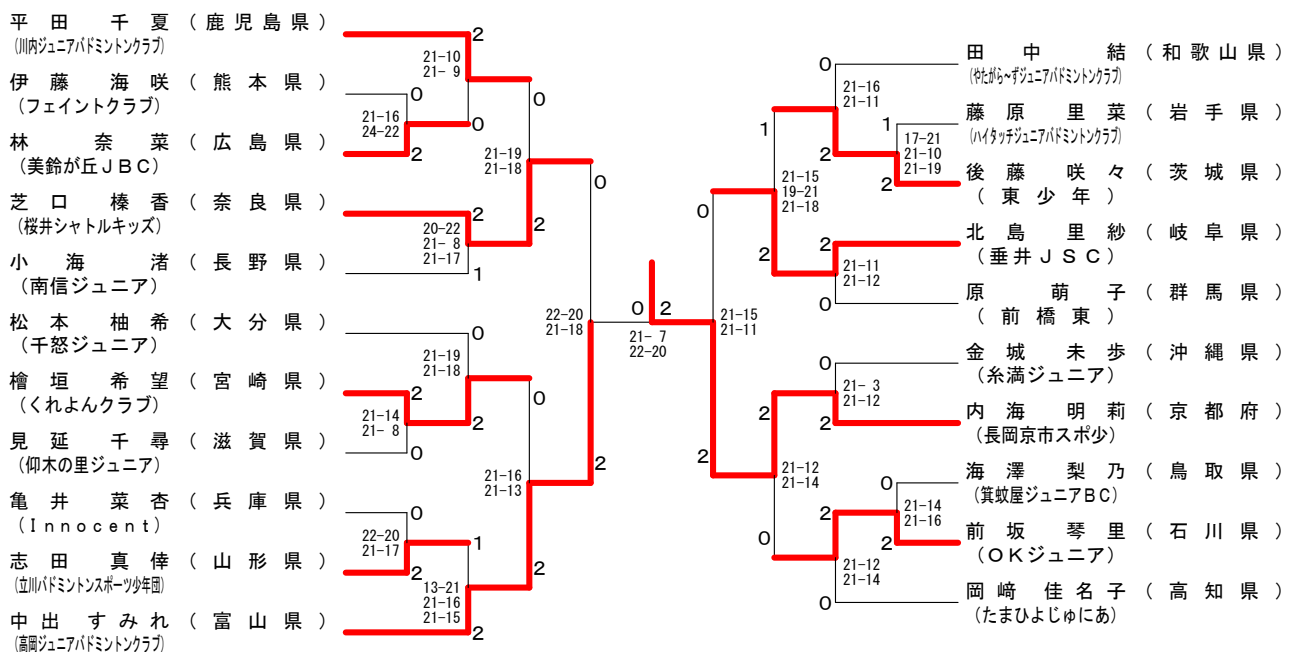 平田 千夏 (鹿児島県)
(川内ジュニアバドミントンクラブ)
伊藤 海咲 (熊本県)
(フェイントクラブ)
林 奈菜 (広島県)
(美鈴が丘JBC)
芝口 榛香 (奈良県)
(桜井シャトルキッズ)
小海 渚 (長野県)
(南信ジュニア)
松本 柚希 (大分県)
(千怒ジュニア)
檜垣 希望 (宮崎県)
(くれよんクラブ)
見延 千尋 (滋賀県)
(仰木の里ジュニア)
亀井 菜杏 (兵庫県)
(Innocent)
志田 真倖 (山形県)
(立川バドミントンスポーツ少年団)
中出 すみれ (富山県)
(高岡ジュニアバドミントンクラブ)
2
21-10
21- 9
0
0
21-16
24-22
2
0
21-19
21-18
2
2
20-22
21- 8
21-17
1
0
0
21-19
21-18
2
2
21-14
21- 8
0
0
21-16
21-13
2
0
22-20
21-17
2
1
13-21
21-16
21-15
2
22-20
21-18
2
0
2
21- 7
22-20
0
21-15
21-11
2
1
21-15
19-21
21-18
2
0
21-16
21-11
2
1
17-21
21-10
21-19
2
2
21-11
21-12
0
0
21- 3
21-12
2
2
21-12
21-14
0
0
21-14
21-16
2
2
21-12
21-14
0
田中 結 (和歌山県)
(やたがら~ずジュニアバドミントンクラブ)
藤原 里菜 (岩手県)
(ハイタッチジュニアバドミントンクラブ)
後藤 咲々 (茨城県)
(東少年)
北島 里紗 (岐阜県)
(垂井JSC)
原 萌子 (群馬県)
(前橋東)
金城 未歩 (沖縄県)
(糸満ジュニア)
内海 明莉 (京都府)
(長岡京市スポ少)
海澤 梨乃 (鳥取県)
(箕蚊屋ジュニアBC)
前坂 琴里 (石川県)
(OKジュニア)
岡﨑 佳名子 (高知県)
(たまひよじゅにあ)